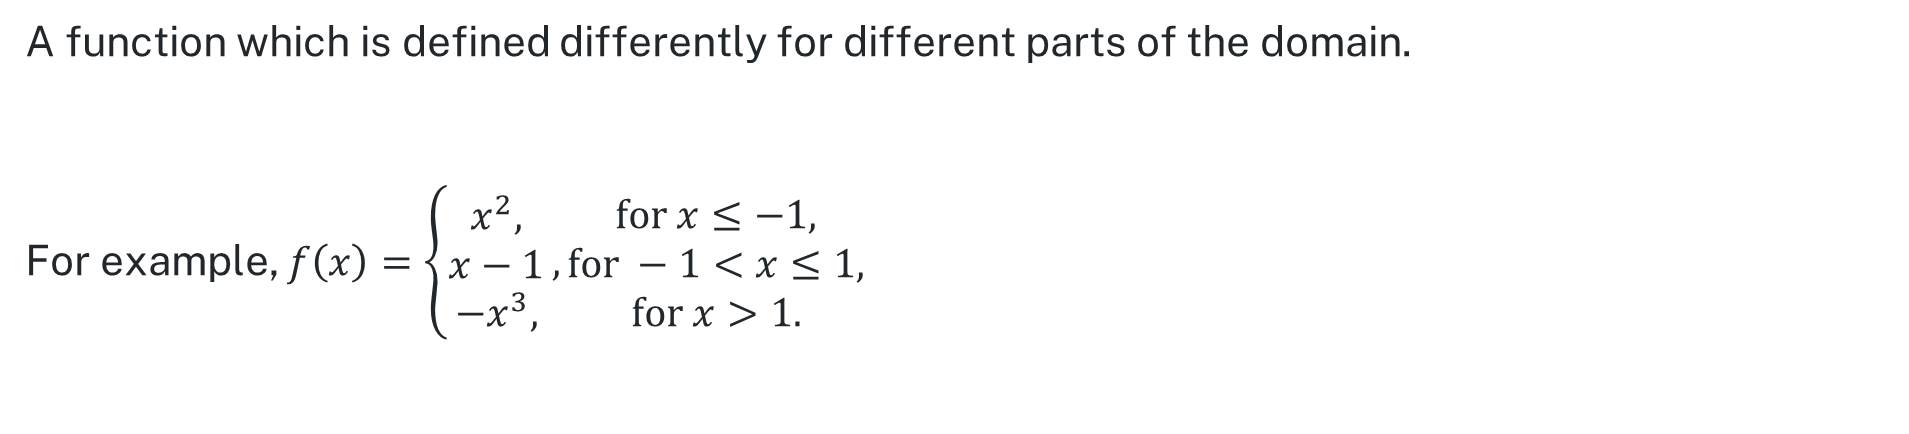 A function which is defined differently for different parts of the domain.
For example, f(x) = { x², for x ≤ −1,
x − 1 , for − 1 < x ≤ 1,
−x³, for x > 1.